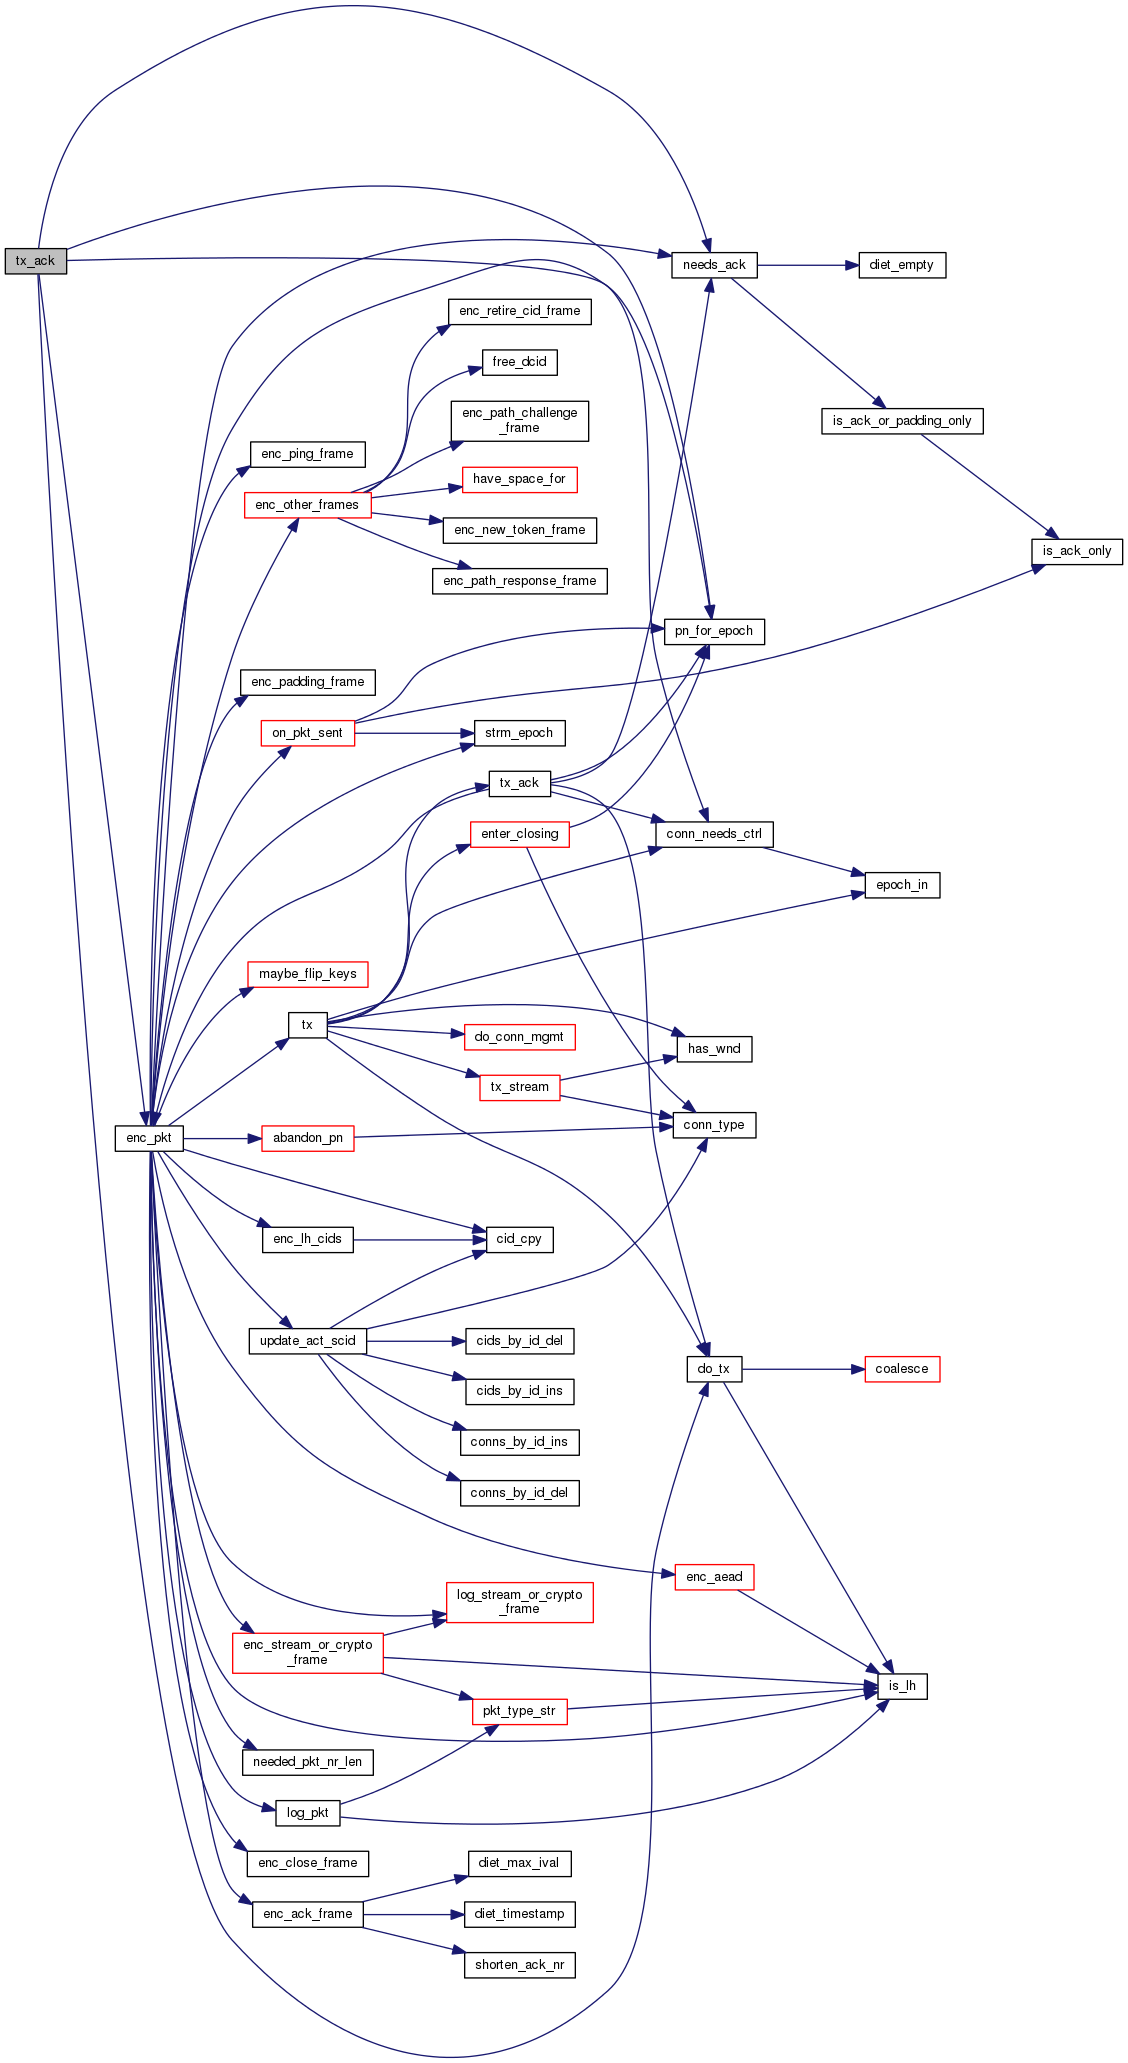 tx_ack
needs_ack
diet_empty
enc_retire_cid_frame
free_dcid
enc_path_challenge
_frame
is_ack_or_padding_only
enc_ping_frame
have_space_for
enc_other_frames
enc_new_token_frame
is_ack_only
enc_path_response_frame
pn_for_epoch
enc_padding_frame
on_pkt_sent
strm_epoch
tx_ack
enter_closing
conn_needs_ctrl
epoch_in
maybe_flip_keys
tx
do_conn_mgmt
has_wnd
tx_stream
conn_type
enc_pkt
abandon_pn
enc_lh_cids
cid_cpy
update_act_scid
cids_by_id_del
do_tx
coalesce
cids_by_id_ins
conns_by_id_ins
conns_by_id_del
enc_aead
log_stream_or_crypto
_frame
enc_stream_or_crypto
_frame
is_lh
pkt_type_str
needed_pkt_nr_len
log_pkt
enc_close_frame
diet_max_ival
enc_ack_frame
diet_timestamp
shorten_ack_nr